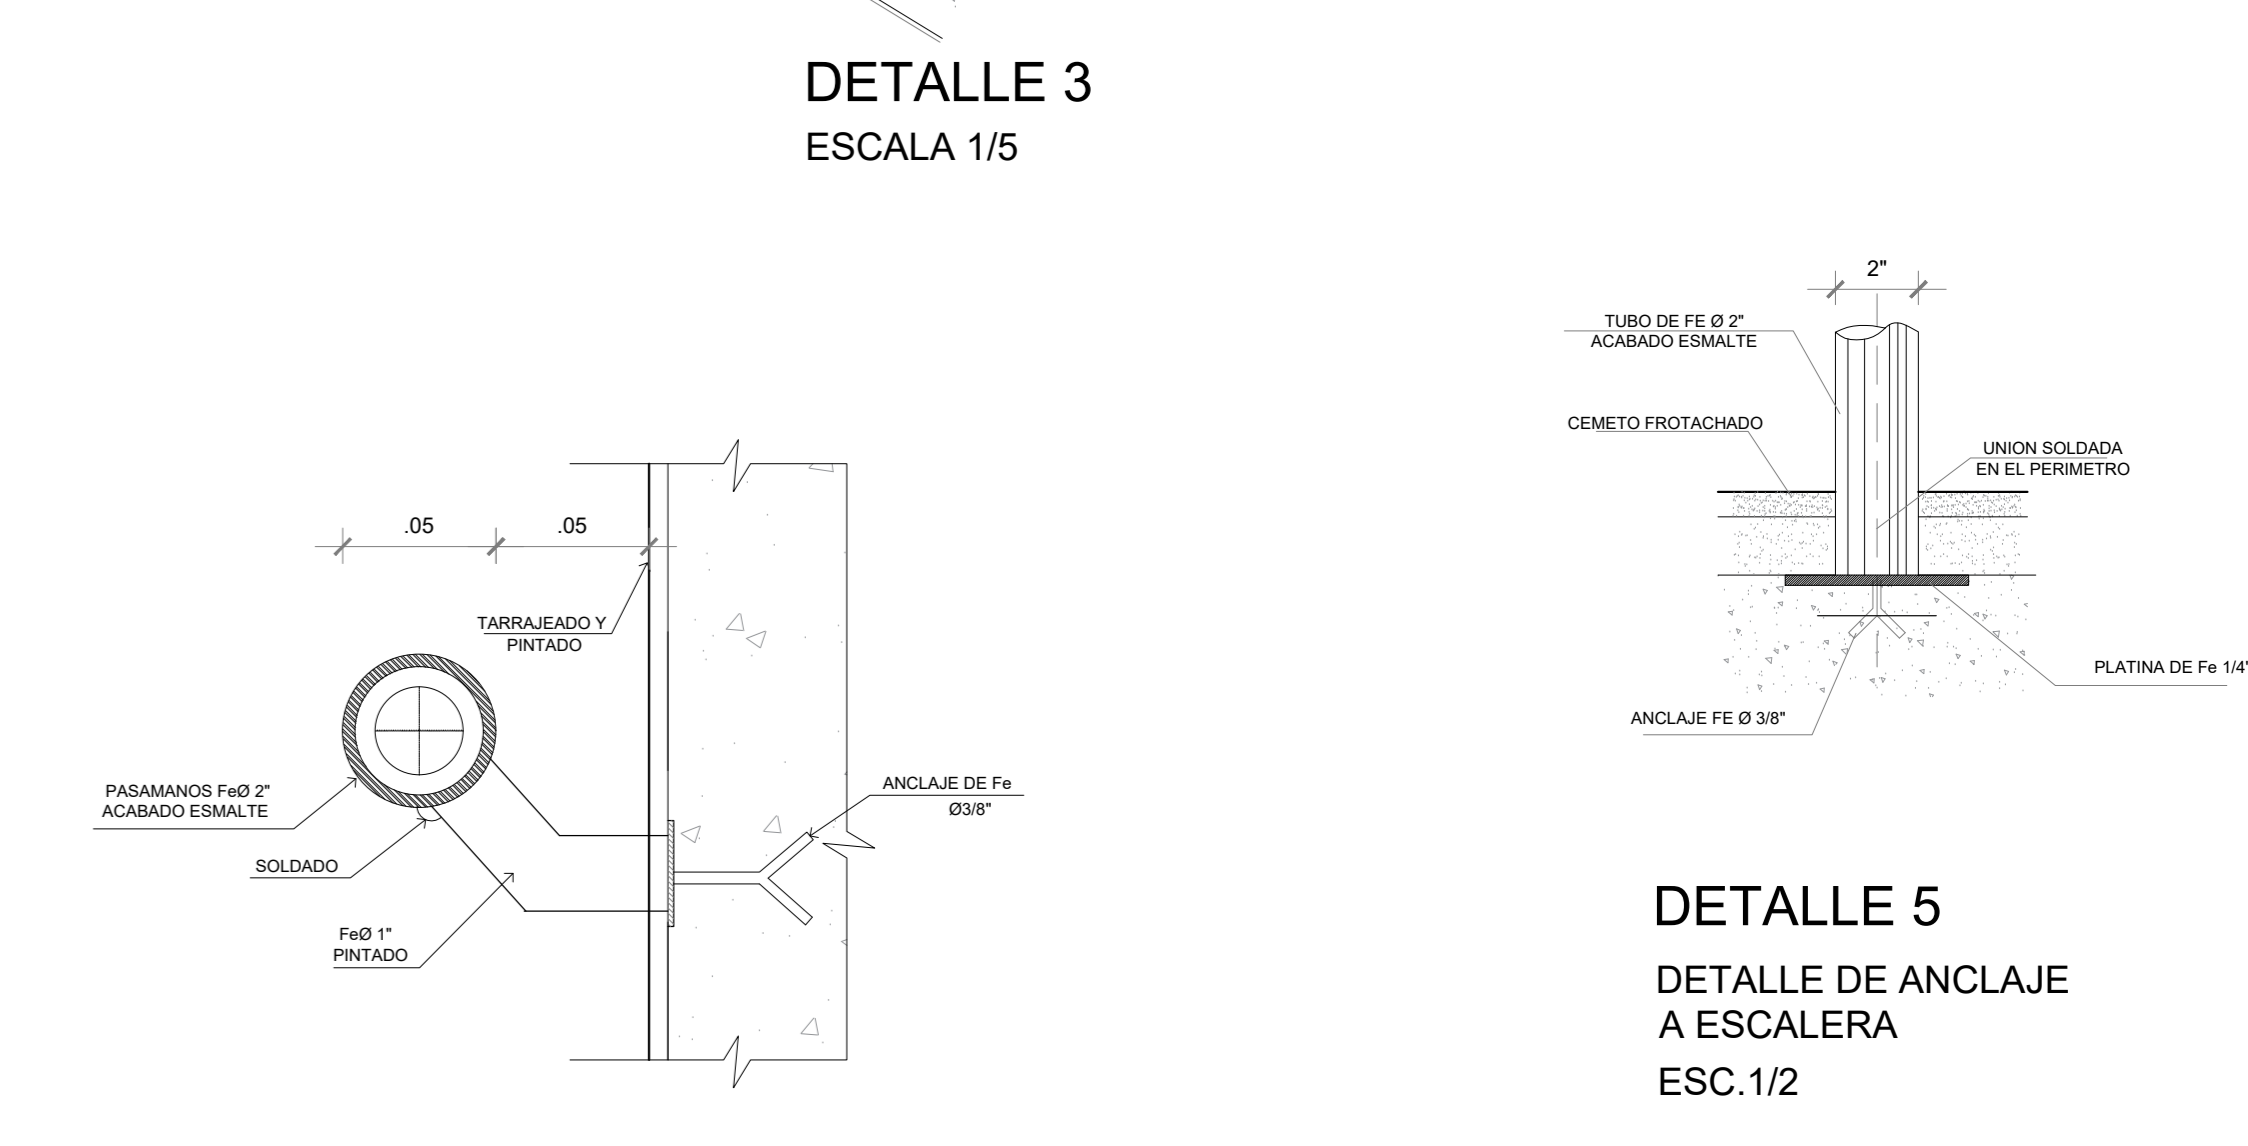 DETALLE 3
ESCALA 1/5
.05
.05
TARRAJEADO Y
PINTADO
PASAMANOS FeØ 2"
ACABADO ESMALTE
SOLDADO
FeØ 1"
PINTADO
ANCLAJE DE Fe
Ø3/8"
2"
TUBO DE FE Ø 2"
ACABADO ESMALTE
CEMETO FROTACHADO
UNION SOLDADA
EN EL PERIMETRO
PLATINA DE Fe 1/4"
ANCLAJE FE Ø 3/8"
DETALLE 5
DETALLE DE ANCLAJE
A ESCALERA
ESC.1/2